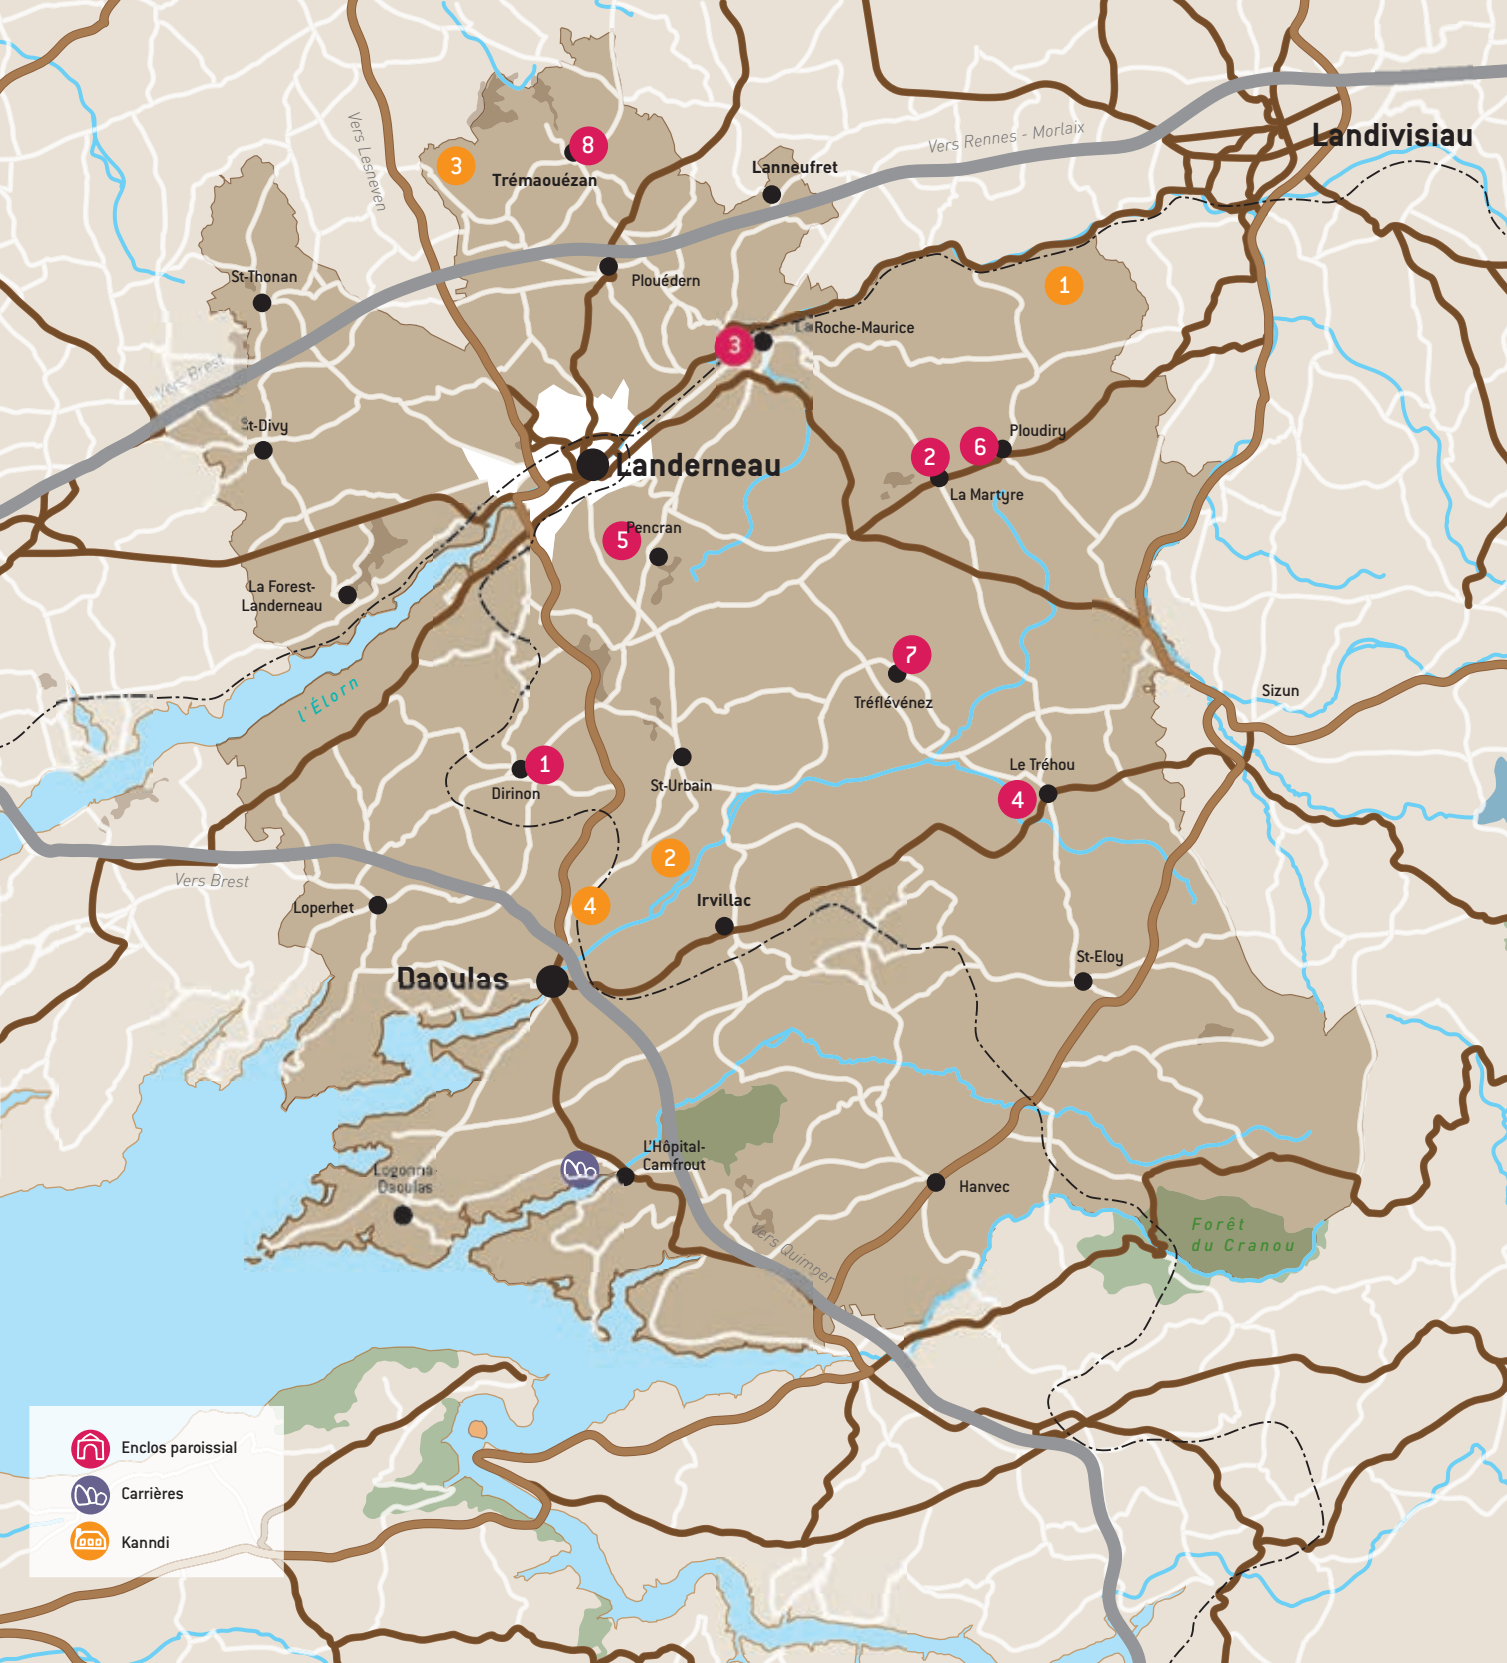 Landivisiau
Vers Rennes - Morlaix
Vers Lesneven
8
3
Trémaouézan
Lanneufret
St-Thonan
Plouédern
1
La Roche-Maurice
3
Vers Brest
St-Divy
Ploudiry
6
2
Landerneau
La Martyre
Pencran
5
La Forest-
Landerneau
7
Tréflévénez
l'Élorn
Sizun
1
Dirinon
St-Urbain
Le Tréhou
4
2
Vers Brest
Loperhet
4
Irvillac
St-Eloy
Daoulas
L'Hôpital-
Camfrout
Logonna-
Daoulas
Hanvec
Forêt
du Cranou
Vers Quimper
Enclos paroissial
Carrières
Kanndi